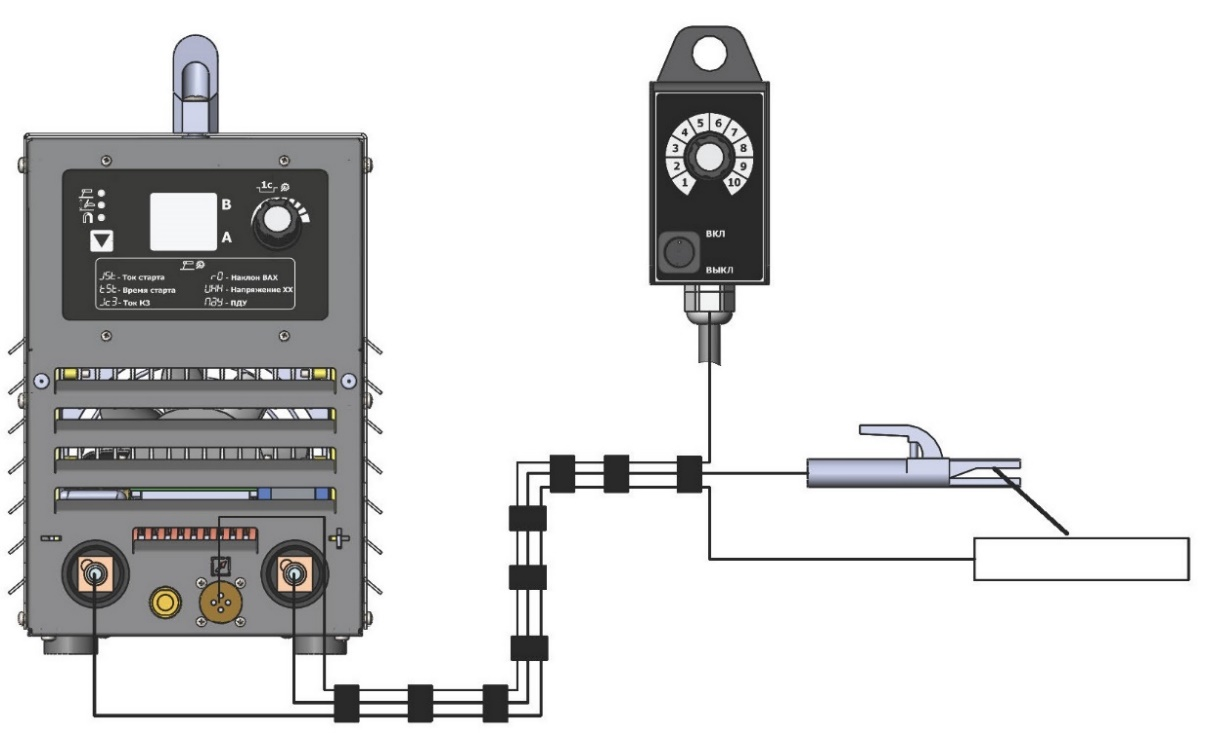 1с
В
А
JSt - Ток старта
tSt - Время старта
Jc3 - Ток КЗ
r0 - Наклон ВАХ
UHH - Напряжение ХХ
ПДУ - ПДУ
1
2
3
4
5
6
7
8
9
10
ВКЛ
ВЫКЛ
-
+